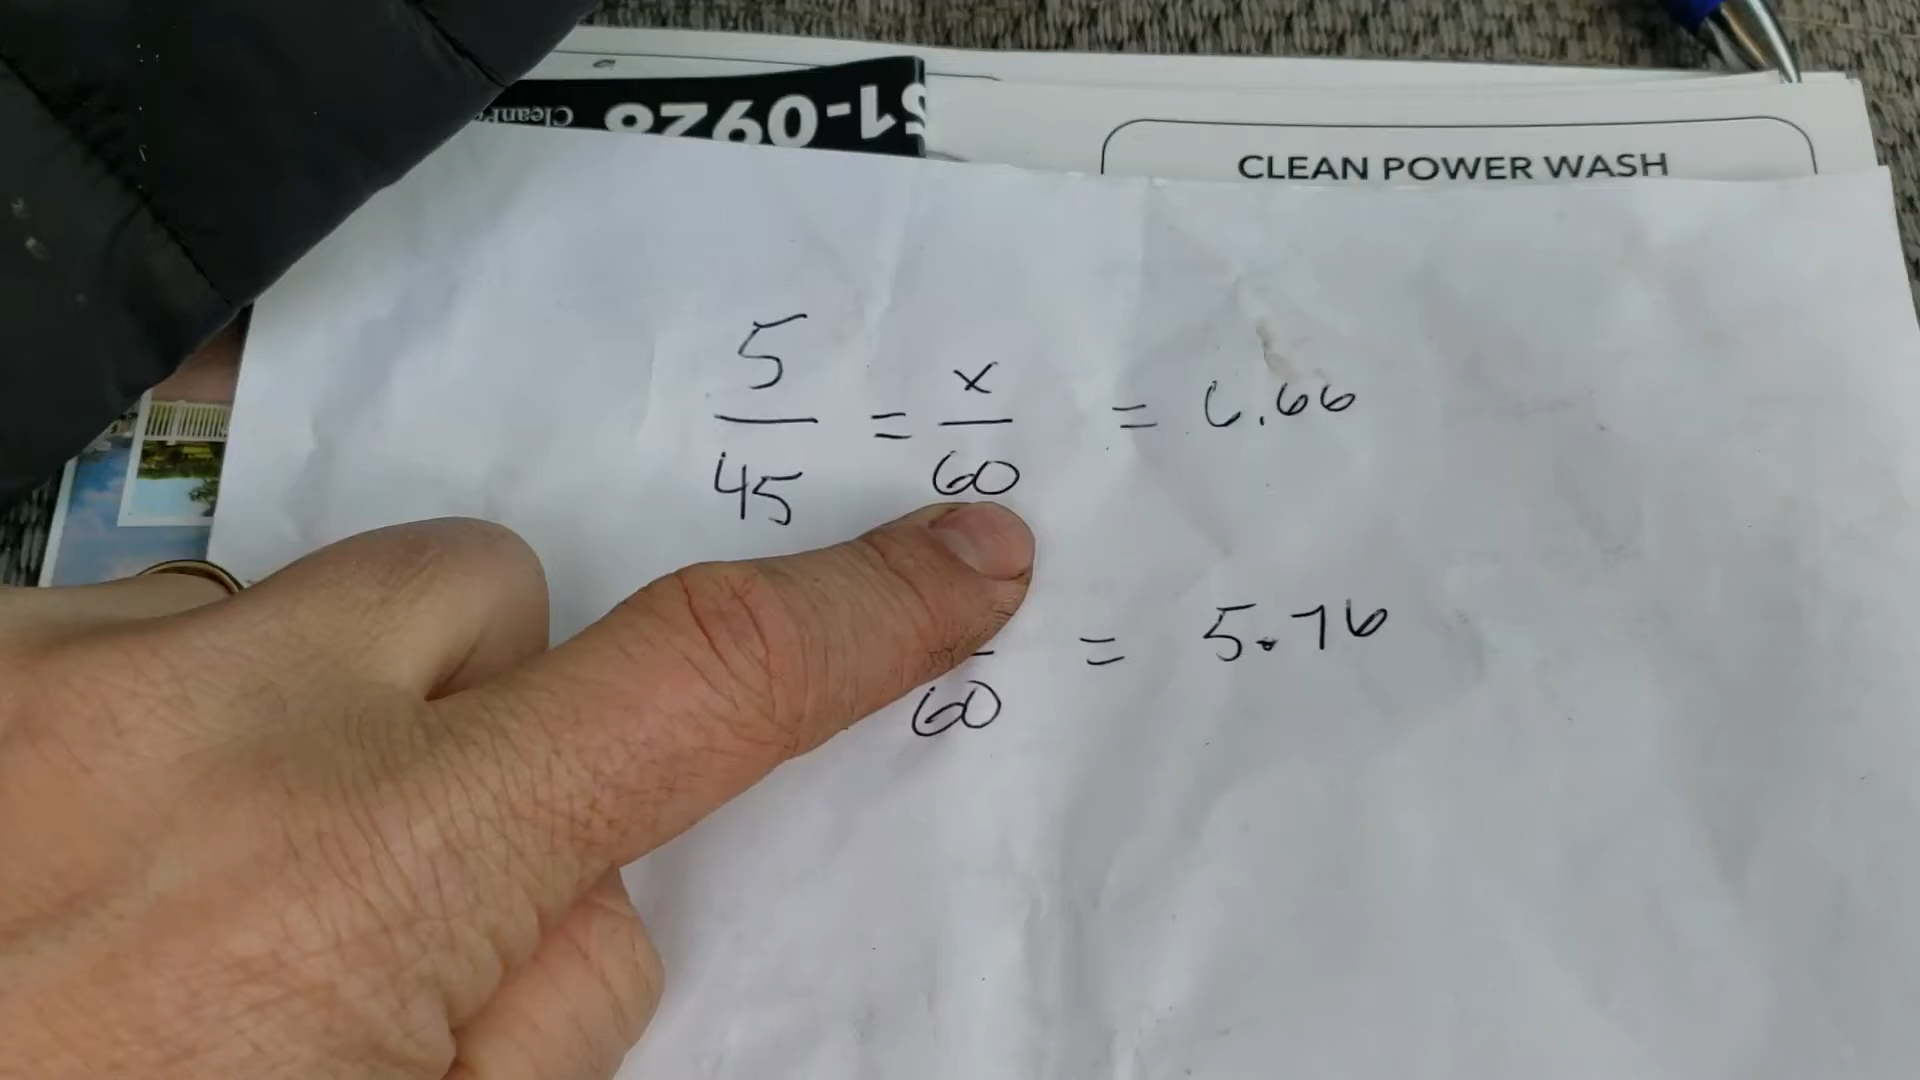 CLEAN POWER WASH
5/45 = x/60 = 6.66
60 = 5.76